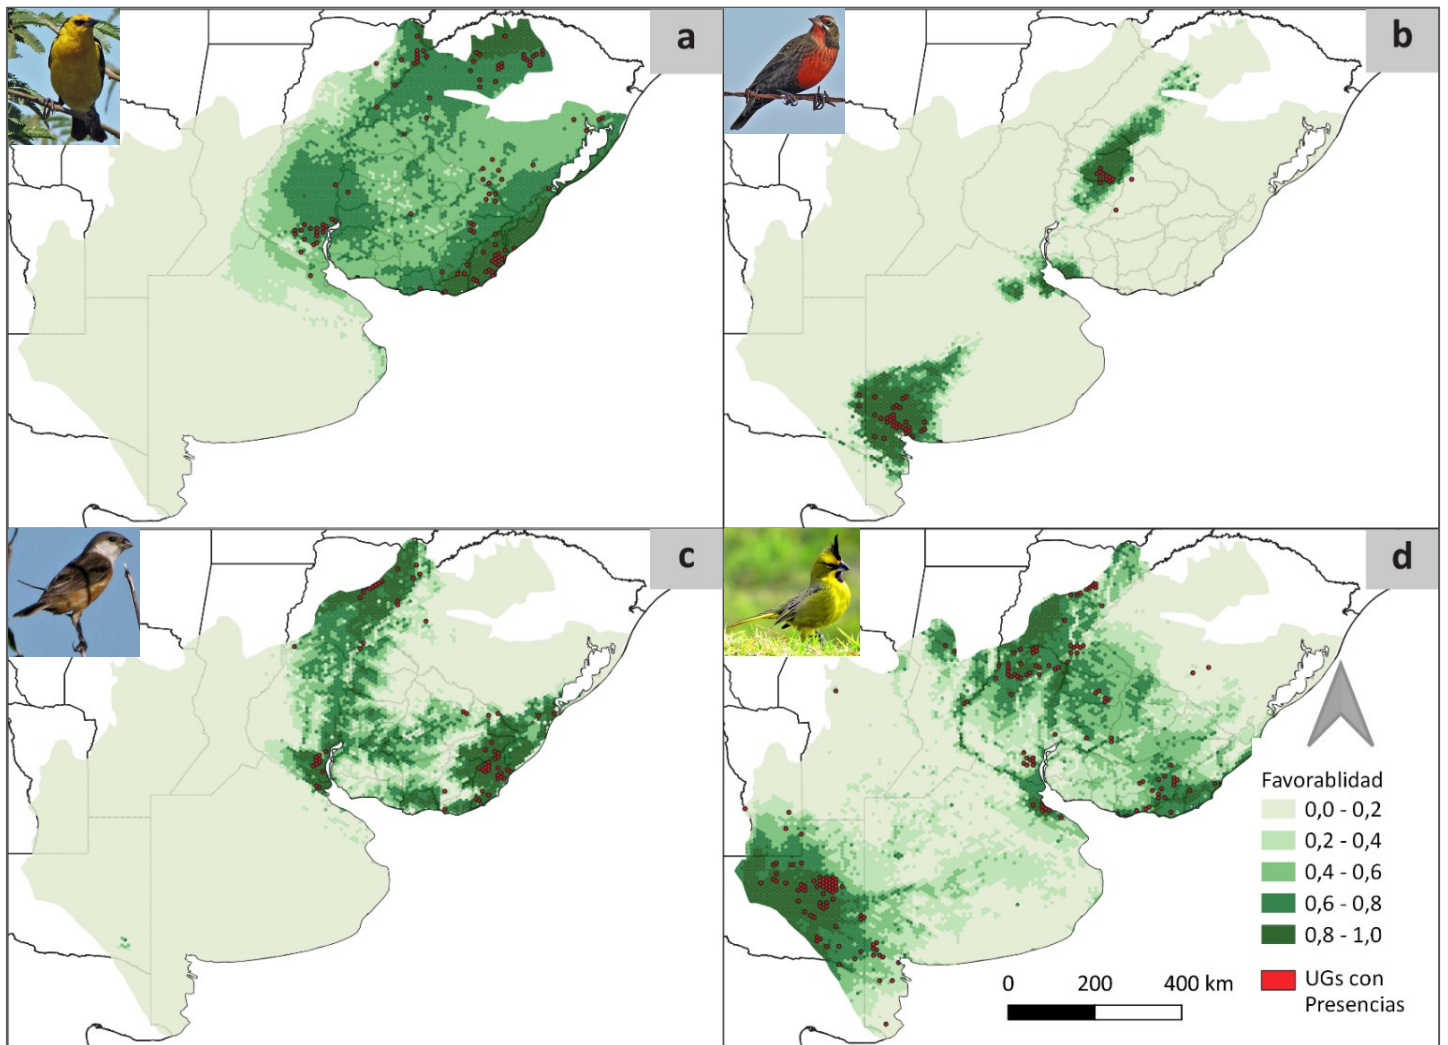 a
b
c
d
Favorablidad
0,0 - 0,2
0,2 - 0,4
0,4 - 0,6
0,6 - 0,8
0,8 - 1,0
0 200 400 km
UGs con
Presencias